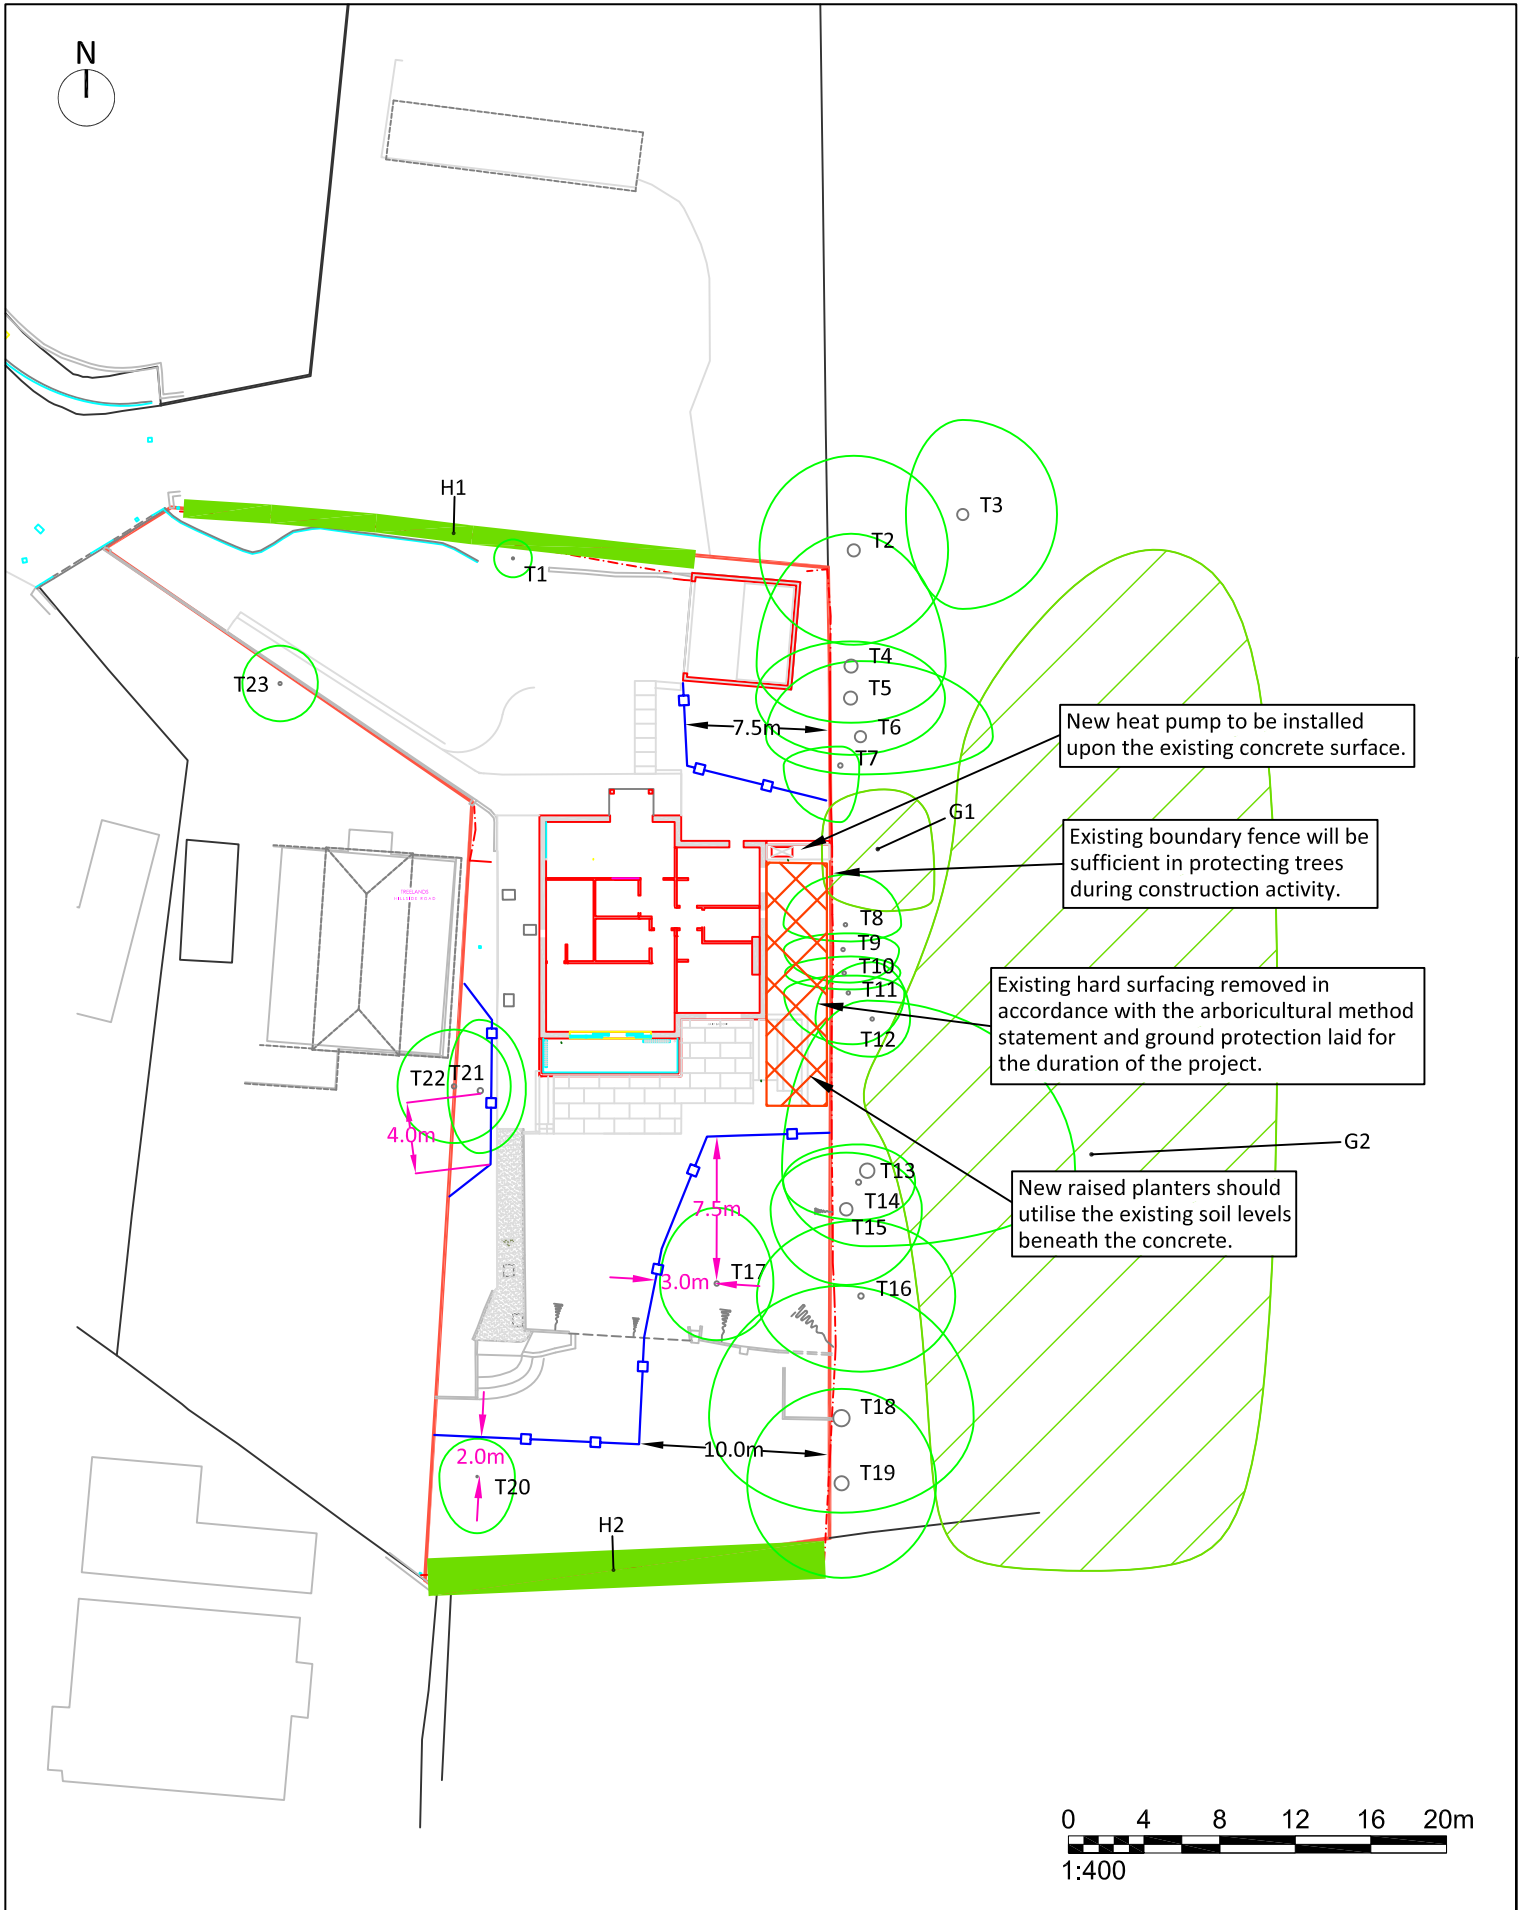 N
H1
T1
T2
T3
T4
T5
T6
T7
T23
7.5m
New heat pump to be installed
upon the existing concrete surface.
G1
Existing boundary fence will be
sufficient in protecting trees
during construction activity.
TREELANDS
HILLSIDE ROAD
T8
T9
T10
T11
T12
Existing hard surfacing removed in
accordance with the arboricultural method
statement and ground protection laid for
the duration of the project.
T22
T21
4.0m
G2
T13
T14
T15
New raised planters should
utilise the existing soil levels
beneath the concrete.
7.5m
T17
3.0m
T16
T18
10.0m
2.0m
T19
T20
H2
0 4 8 12 16 20m
1:400